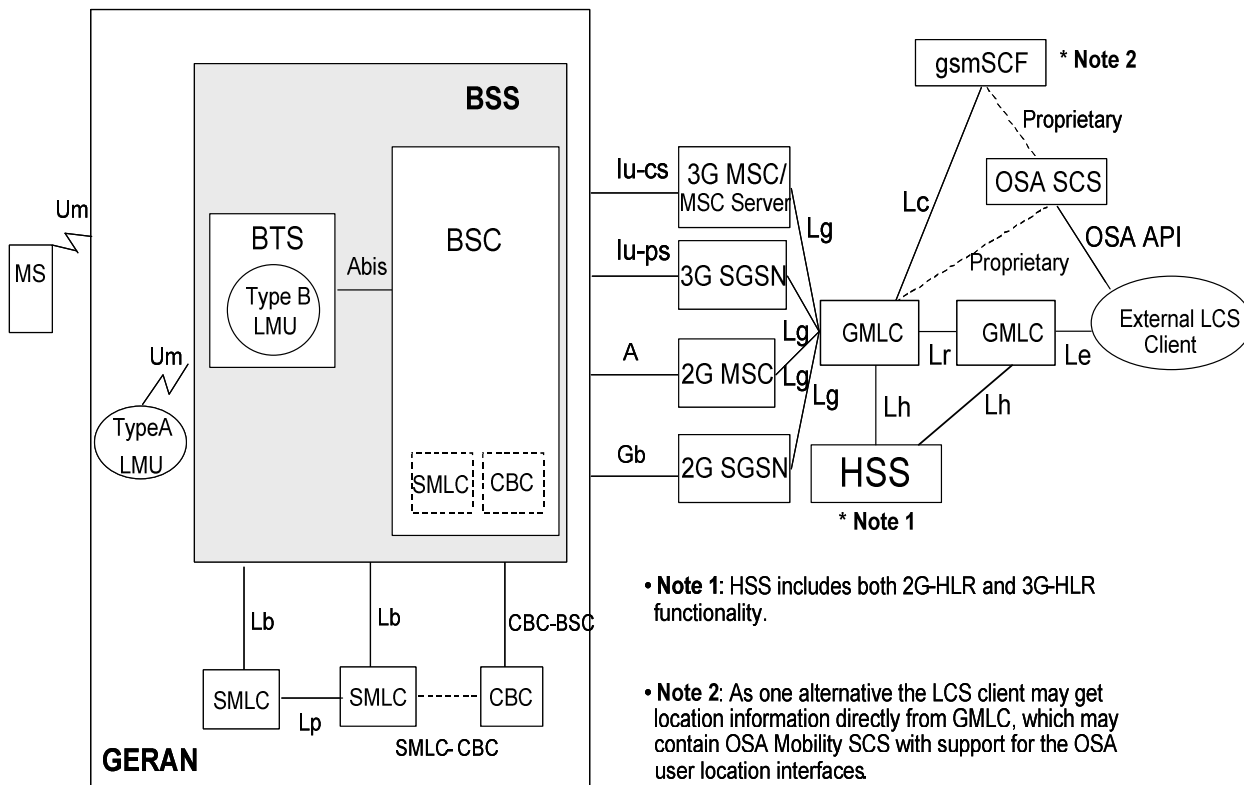 gsmSCF
* Note 2
BSS
Proprietary
Iu-cs
3G MSC/
MSC Server
OSA SCS
Um
Lc
Lg
OSA API
BTS
BSC
MS
Abis
Iu-ps
3G SGSN
Proprietary
Type B
LMU
GMLC
GMLC
External LCS
Client
Um
A
Lg
Lr
Le
2G MSC
Lg
Lg
Lh
Lh
TypeA
LMU
Gb
2G SGSN
HSS
SMLC
CBC
* Note 1
• Note 1: HSS includes both 2G-HLR and 3G-HLR
functionality.
Lb
Lb
CBC-BSC
SMLC
SMLC
CBC
• Note 2: As one alternative the LCS client may get
location information directly from GMLC, which may
contain OSA Mobility SCS with support for the OSA
user location interfaces.
Lp
SMLC- CBC
GERAN